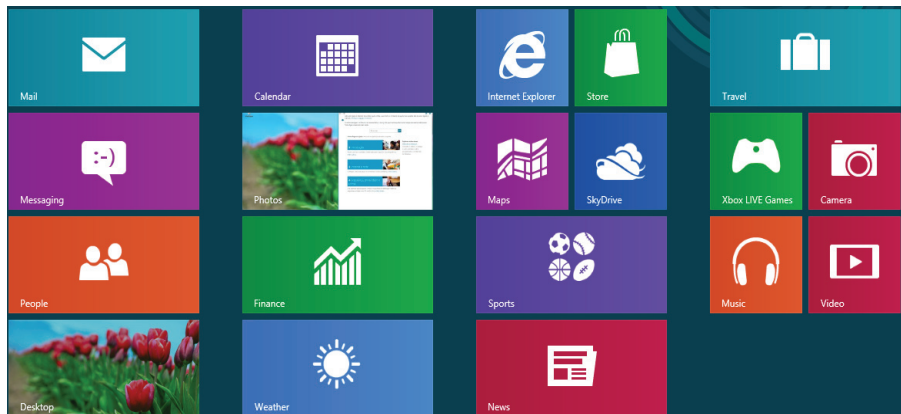 Mail
Calendar
Internet Explorer
Store
Travel
Messaging
:-)
Photos
Maps
SkyDrive
Xbox LIVE Games
Camera
People
Finance
Sports
Music
Video
Desktop
Weather
News